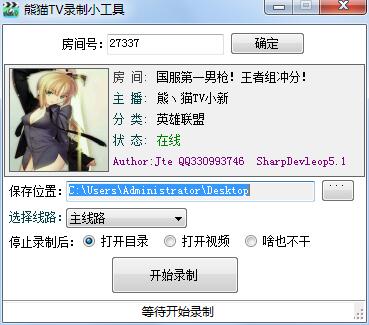 熊猫TV录制小工具
房间号: 27337 确定
房 间: 国服第一男枪！王者组冲分！
主 播: 熊丶猫TV小新
分 类: 英雄联盟
状 态: 在线
Author:Jte QQ330993746 SharpDevleop5.1
保存位置: C:\Users\Administrator\Desktop ...
选择线路: 主线路
停止录制后: 打开目录 打开视频 啥也不干
开始录制
等待开始录制